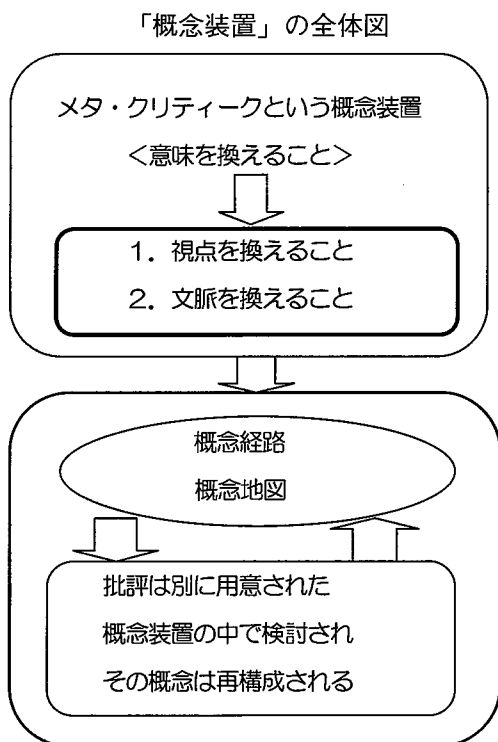 「概念装置」の全体図
メタ・クリティークという概念装置
＜意味を換えること＞
１．視点を換えること
２．文脈を換えること
概念経路
概念地図
批評は別に用意された
概念装置の中で検討され
その概念は再構成される